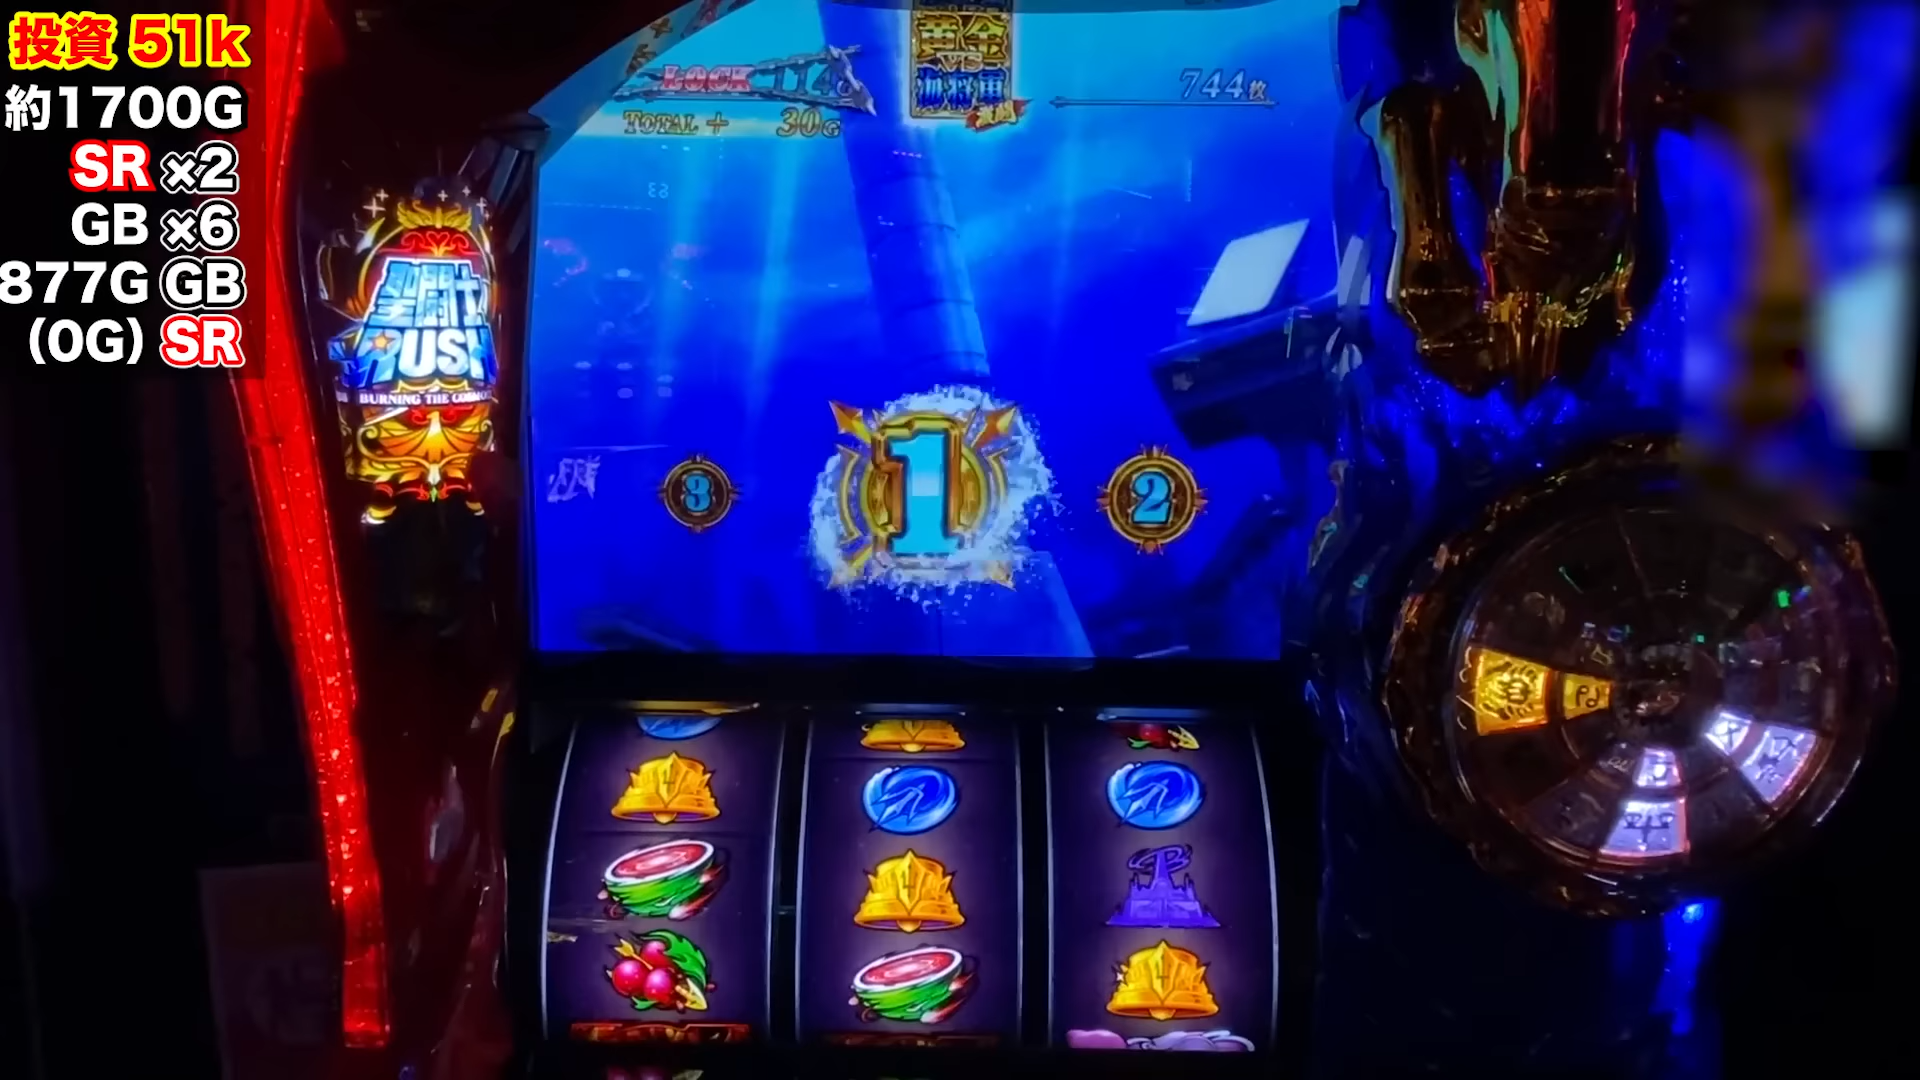 投資 51k
約1700G
SR ×2
GB ×6
877G GB
(0G) SR
聖闘士
RUSH
BURNING THE COSMO
LOCK
TOTAL + 30G
黄金
VS
海将軍
744枚
3
1
2